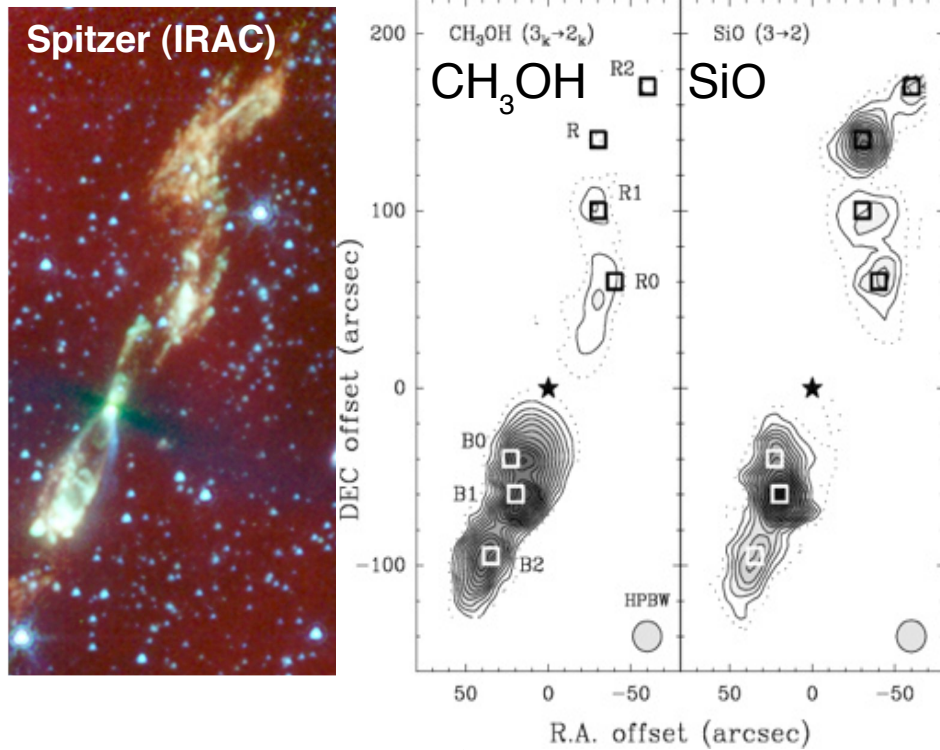 Spitzer (IRAC)
CH₃OH (3ₖ→2ₖ)
CH₃OH
SiO (3→2)
SiO
R2
R
R1
R0
B0
B1
B2
HPBW
200
100
0
−100
DEC offset (arcsec)
50 0 −50
50 0 −50
R.A. offset (arcsec)